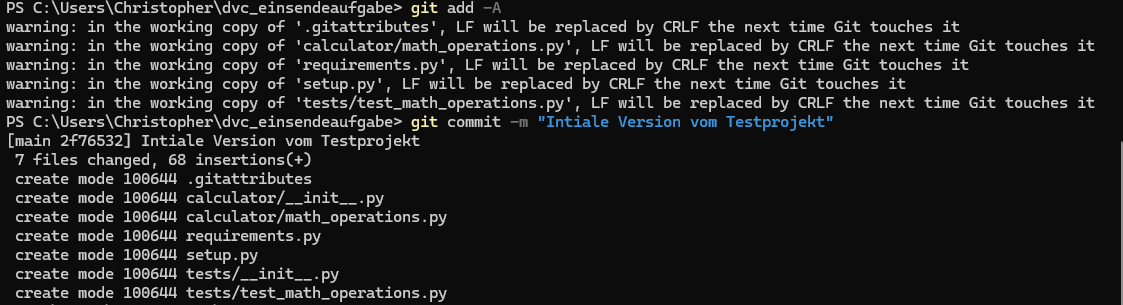 PS C:\Users\Christopher\dvc_einsendeaufgabe> git add -A
warning: in the working copy of '.gitattributes', LF will be replaced by CRLF the next time Git touches it
warning: in the working copy of 'calculator/math_operations.py', LF will be replaced by CRLF the next time Git touches it
warning: in the working copy of 'requirements.py', LF will be replaced by CRLF the next time Git touches it
warning: in the working copy of 'setup.py', LF will be replaced by CRLF the next time Git touches it
warning: in the working copy of 'tests/test_math_operations.py', LF will be replaced by CRLF the next time Git touches it
PS C:\Users\Christopher\dvc_einsendeaufgabe> git commit -m "Intiale Version vom Testprojekt"
[main 2f76532] Intiale Version vom Testprojekt
 7 files changed, 68 insertions(+)
 create mode 100644 .gitattributes
 create mode 100644 calculator/__init__.py
 create mode 100644 calculator/math_operations.py
 create mode 100644 requirements.py
 create mode 100644 setup.py
 create mode 100644 tests/__init__.py
 create mode 100644 tests/test_math_operations.py